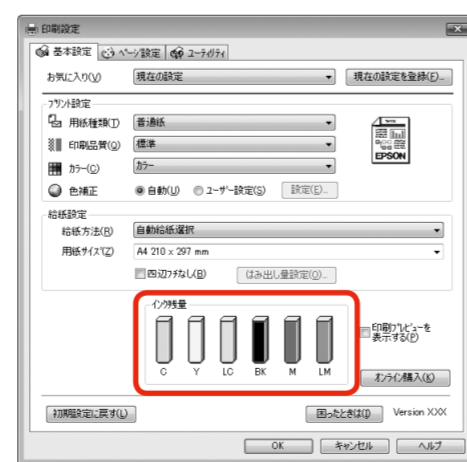 印刷設定
基本設定 ページ設定 ユーティリティ
お気に入り(V) 現在の設定 現在の設定を登録(F)...
プリント設定
用紙種類(T) 普通紙
印刷品質(Q) 標準
カラー(C) カラー
EPSON
色補正 自動(U) ユーザー設定(S) 設定(E)...
給紙設定
給紙方法(R) 自動給紙選択
用紙サイズ(Z) A4 210 x 297 mm
四辺フチなし(B) はみ出し量設定(O)...
インク残量
C Y LC BK M LM
印刷プレビューを
表示する(P)
オンライン購入(K)
初期設定に戻す(L) 困ったときは(I) Version XXX
OK キャンセル ヘルプ